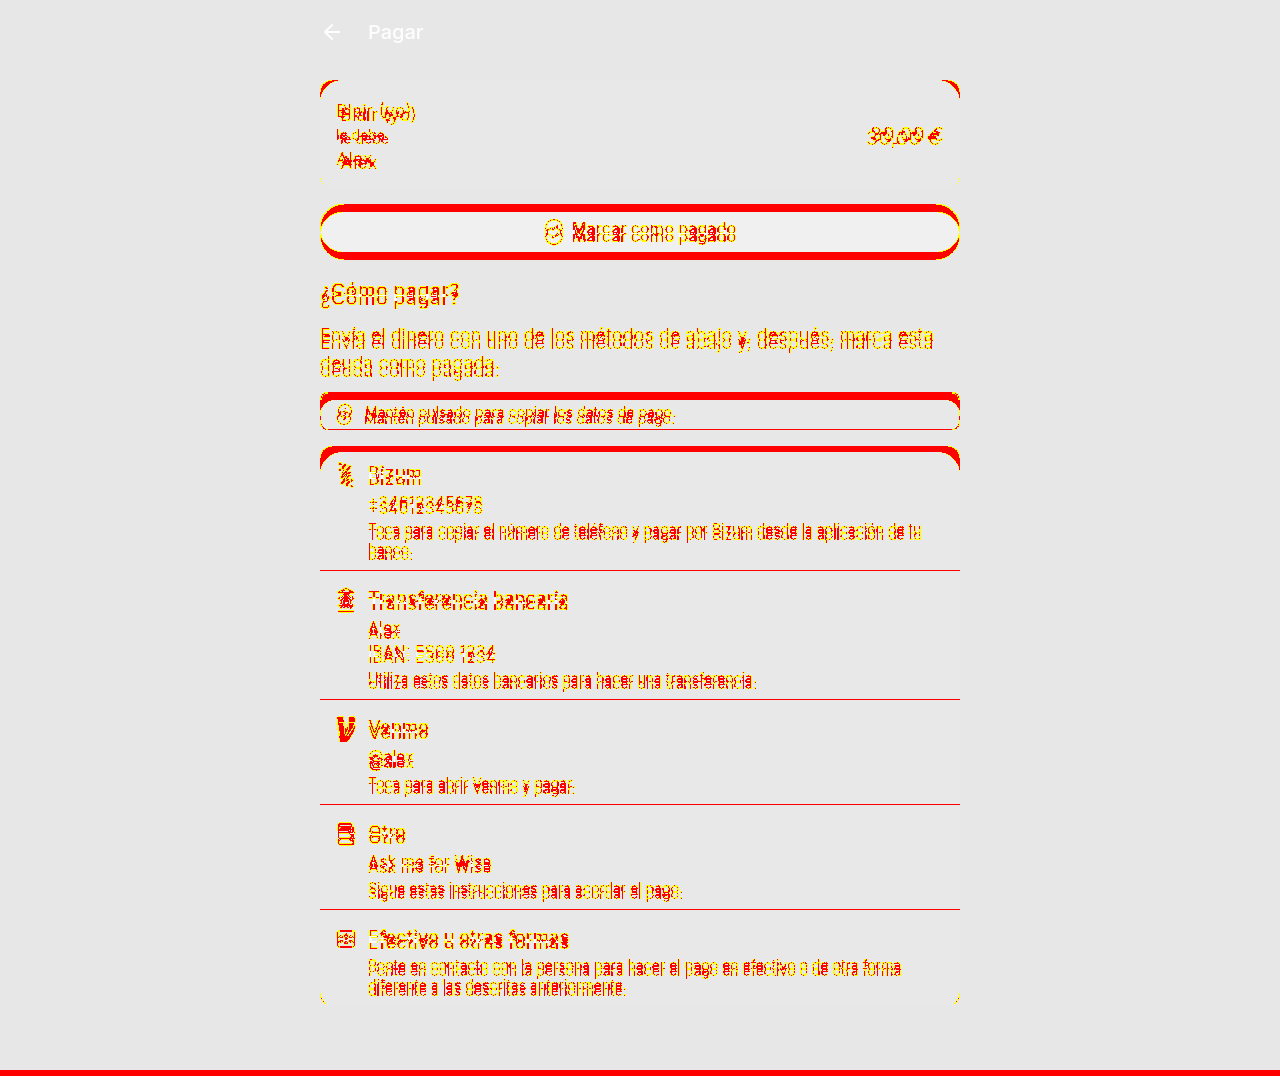 Pagar
(yo)
le debe
Alex
€
Marcar como pagado
¿Cómo pagar?
Envía el dinero con uno de los métodos de abajo y, después, marca esta
deuda como pagada.
Mantén pulsado para copiar los datos de pago.
Bizum
+34612345678
Toca para copiar el número de teléfono y pagar por Bizum desde la aplicación de tu
banco.
Transferencia bancaria
Alex
IBAN: 1234
Utiliza estos datos bancarios para hacer una transferencia.
Venmo
@alex
Toca para abrir Venmo y pagar.
Otro
Ask me for Wise
Sigue estas instrucciones para acordar el pago.
Efectivo u otras formas
Ponte en contacto con la persona para hacer el pago en efectivo o de otra forma
diferente a las descritas anteriormente.